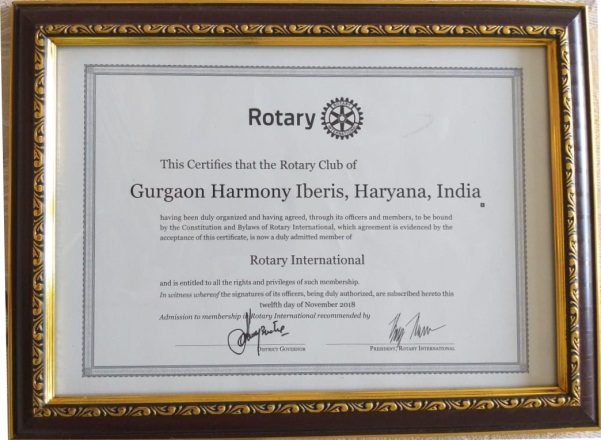 Rotary
This Certifies that the Rotary Club of
Gurgaon Harmony Iberis, Haryana, India
having been duly organized and having agreed, through its officers and members, to be bound
by the Constitution and Bylaws of Rotary International, which agreement is evidenced by the
acceptance of this certificate, is now a duly admitted member of
Rotary International
and is entitled to all the rights and privileges of such membership.
In witness whereof the signatures of its officers, being duly authorized, are subscribed hereto this
twelfth day of November 2018
Admission to membership in Rotary International recommended by
DISTRICT GOVERNOR
PRESIDENT, ROTARY INTERNATIONAL